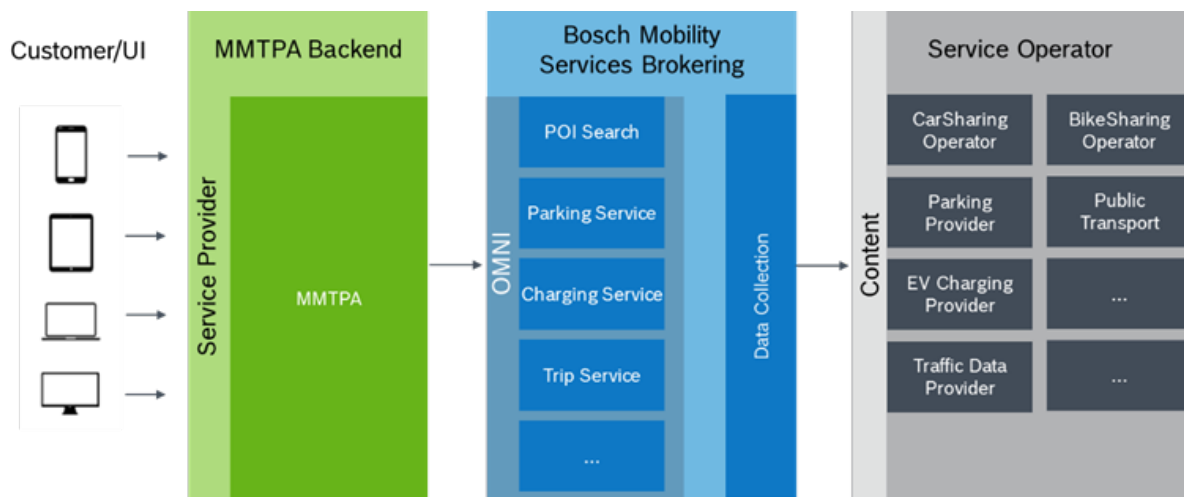 Customer/UI
MMTPA Backend
Service Provider
MMTPA
Bosch Mobility
Services Brokering
OMNI
POI Search
Parking Service
Charging Service
Trip Service
...
Data Collection
Service Operator
Content
CarSharing
Operator
BikeSharing
Operator
Parking
Provider
Public
Transport
EV Charging
Provider
...
Traffic Data
Provider
...